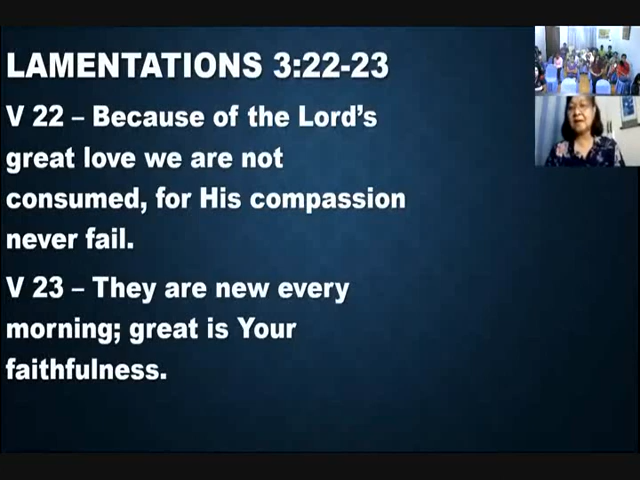 LAMENTATIONS 3:22-23
V 22 – Because of the Lord’s
great love we are not
consumed, for His compassion
never fail.
V 23 – They are new every
morning; great is Your
faithfulness.